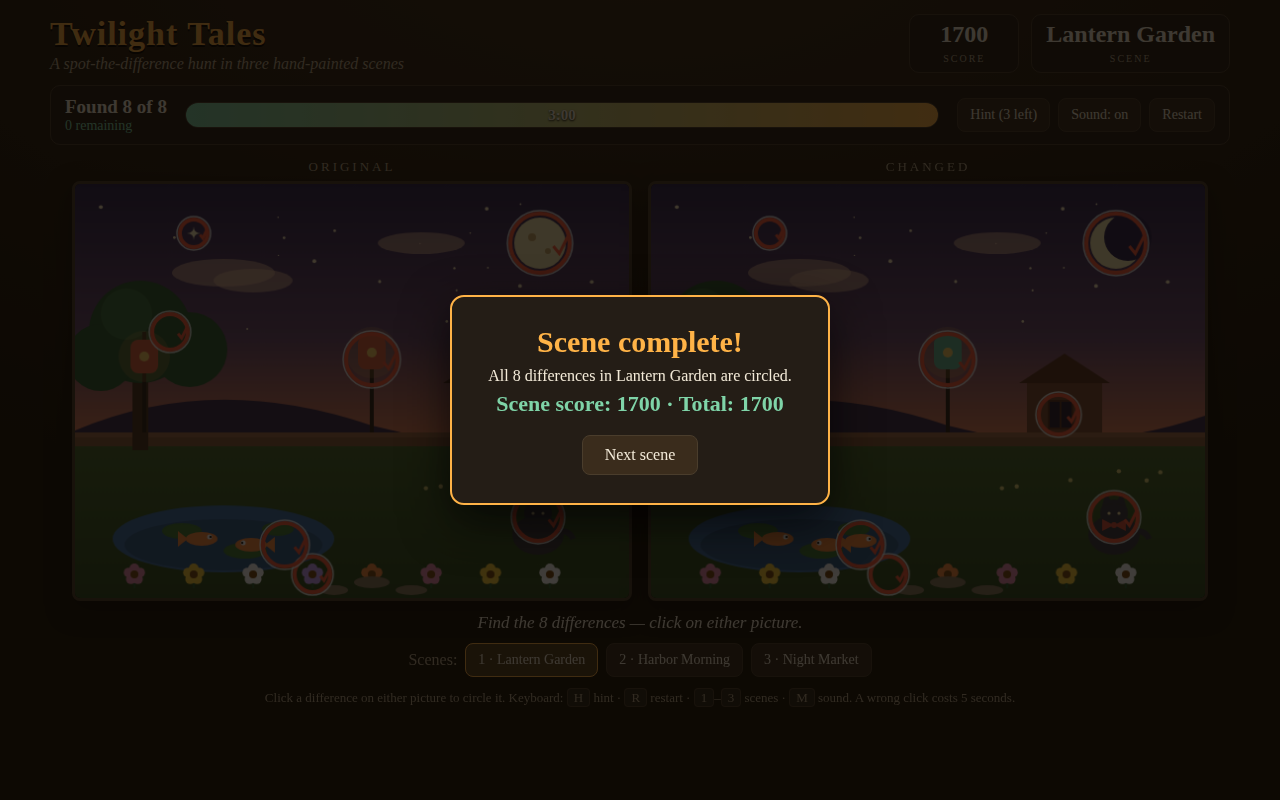 Twilight Tales
A spot-the-difference hunt in three hand-painted scenes
1700
SCORE
Lantern Garden
SCENE
Found 8 of 8
0 remaining
3:00
Hint (3 left)
Sound: on
Restart
ORIGINAL
CHANGED
Scene complete!
All 8 differences in Lantern Garden are circled.
Scene score: 1700 · Total: 1700
Next scene
Find the 8 differences — click on either picture.
Scenes:
1 · Lantern Garden
2 · Harbor Morning
3 · Night Market
Click a difference on either picture to circle it. Keyboard: H hint · R restart · 1–3 scenes · M sound. A wrong click costs 5 seconds.